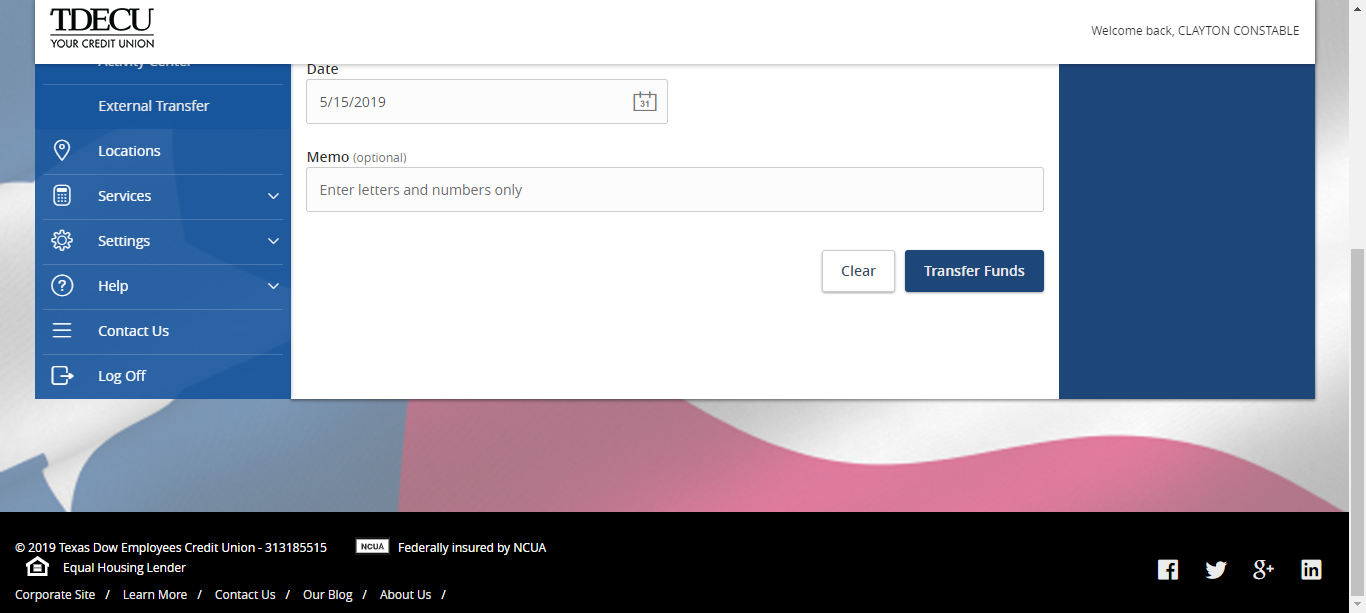 TDECU
YOUR CREDIT UNION
Welcome back, CLAYTON CONSTABLE
Activity Center
External Transfer
Locations
Services
Settings
Help
Contact Us
Log Off
Date
5/15/2019
31
Memo (optional)
Enter letters and numbers only
Clear
Transfer Funds
© 2019 Texas Dow Employees Credit Union - 313185515
NCUA
Federally insured by NCUA
Equal Housing Lender
Corporate Site / Learn More / Contact Us / Our Blog / About Us /